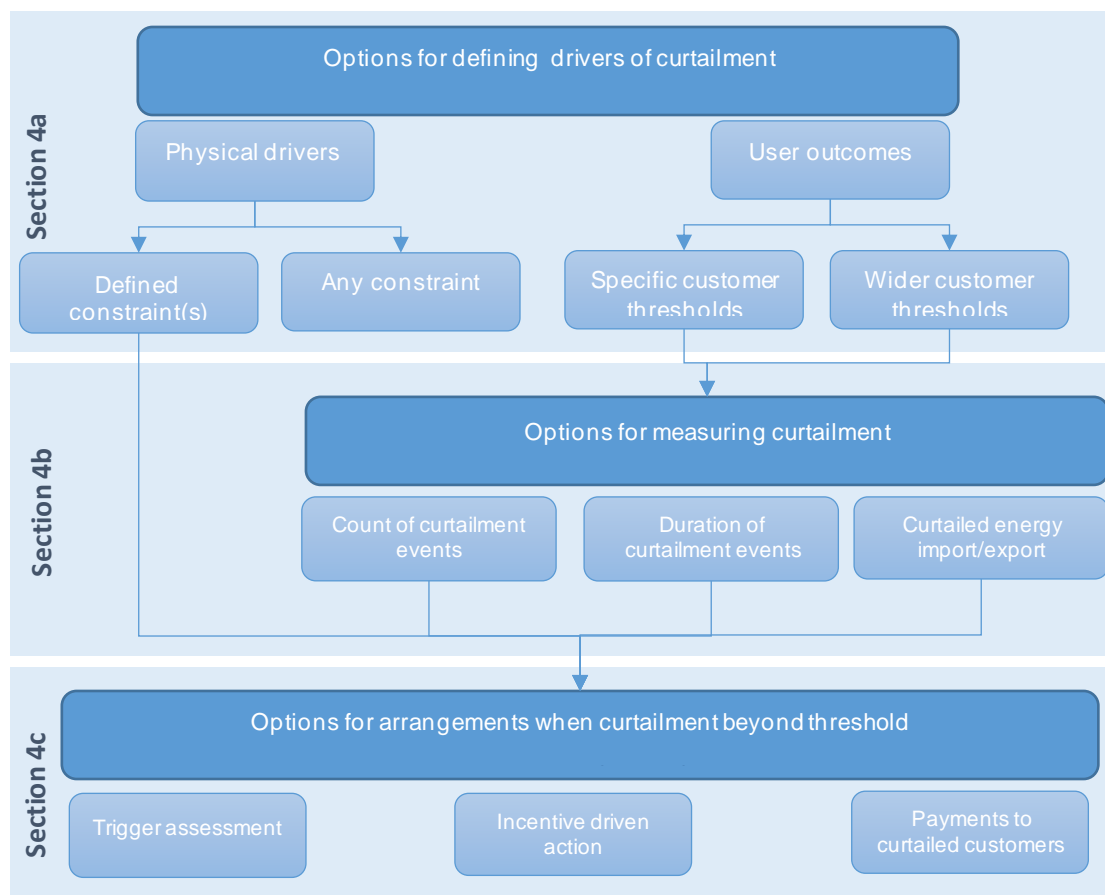 Section 4a
Options for defining drivers of curtailment
Physical drivers
User outcomes
Defined
constraint(s)
Any constraint
Specific customer
thresholds
Wider customer
thresholds
Section 4b
Options for measuring curtailment
Count of curtailment
events
Duration of
curtailment events
Curtailed energy
import/export
Section 4c
Options for arrangements when curtailment beyond threshold
Trigger assessment
Incentive driven
action
Payments to
curtailed customers